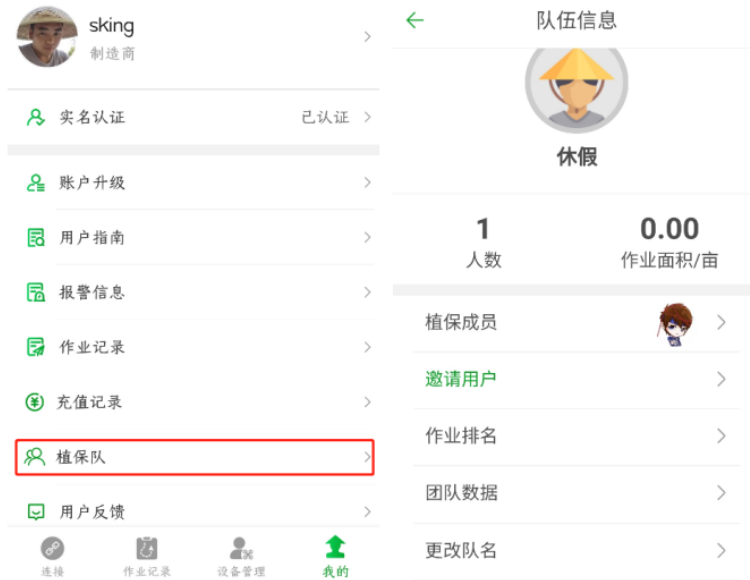 sking
制造商
实名认证
已认证
账户升级
用户指南
报警信息
作业记录
充值记录
植保队
用户反馈
连接
作业记录
设备管理
我的
队伍信息
休假
1
人数
0.00
作业面积/亩
植保成员
邀请用户
作业排名
团队数据
更改队名